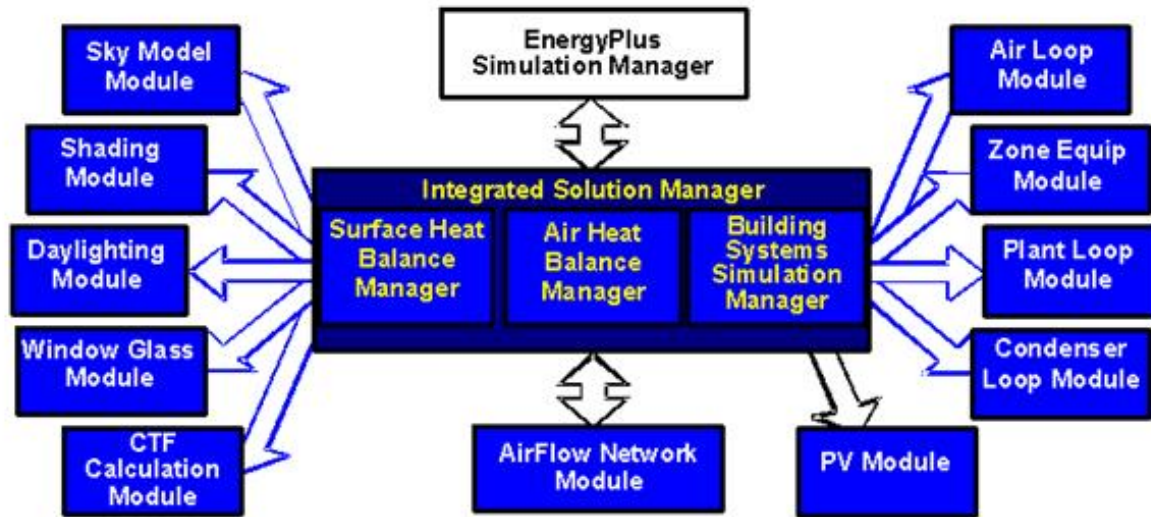 EnergyPlus
Simulation Manager
Sky Model
Module
Shading
Module
Daylighting
Module
Window Glass
Module
CTF
Calculation
Module
Integrated Solution Manager
Surface Heat
Balance
Manager
Air Heat
Balance
Manager
Building
Systems
Simulation
Manager
Air Loop
Module
Zone Equip
Module
Plant Loop
Module
Condenser
Loop Module
AirFlow Network
Module
PV Module